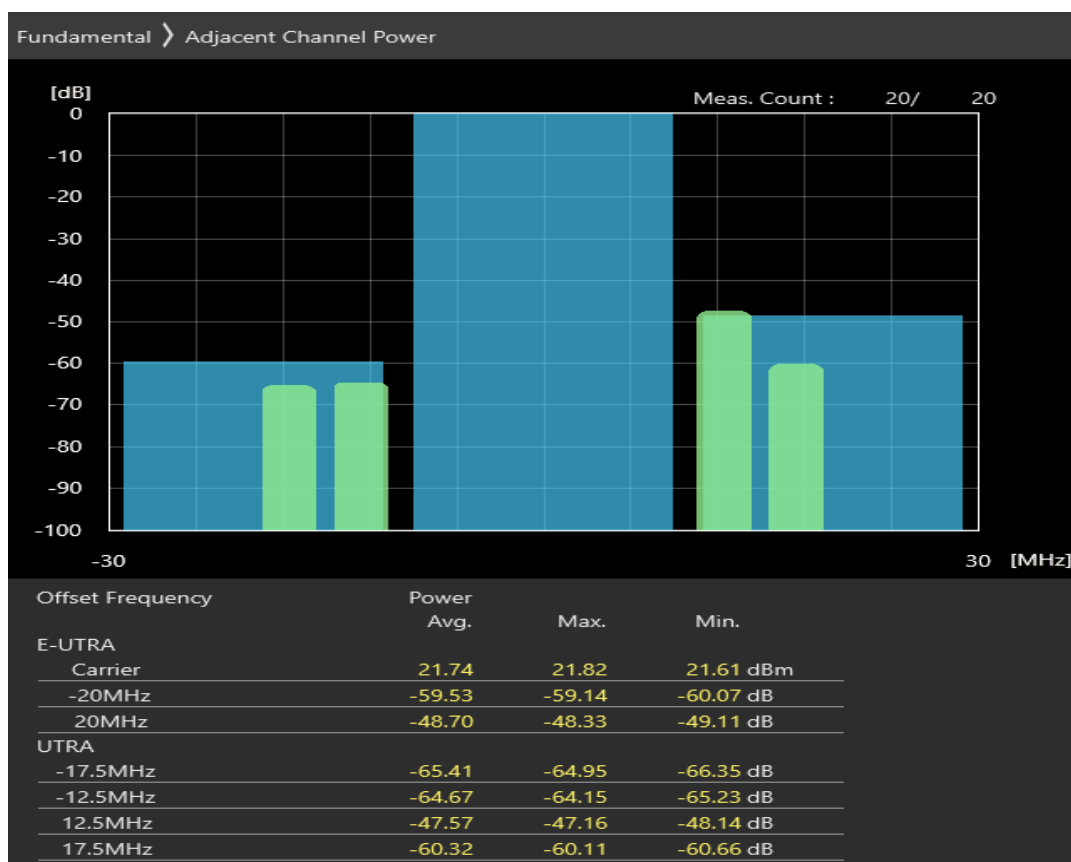 Fundamental ❯ Adjacent Channel Power
[dB]
Meas. Count : 20/ 20
0
-10
-20
-30
-40
-50
-60
-70
-80
-90
-100
-30 30 [MHz]
Offset Frequency Power
Avg. Max. Min.
E-UTRA
Carrier 21.74 21.82 21.61 dBm
-20MHz -59.53 -59.14 -60.07 dB
20MHz -48.70 -48.33 -49.11 dB
UTRA
-17.5MHz -65.41 -64.95 -66.35 dB
-12.5MHz -64.67 -64.15 -65.23 dB
12.5MHz -47.57 -47.16 -48.14 dB
17.5MHz -60.32 -60.11 -60.66 dB